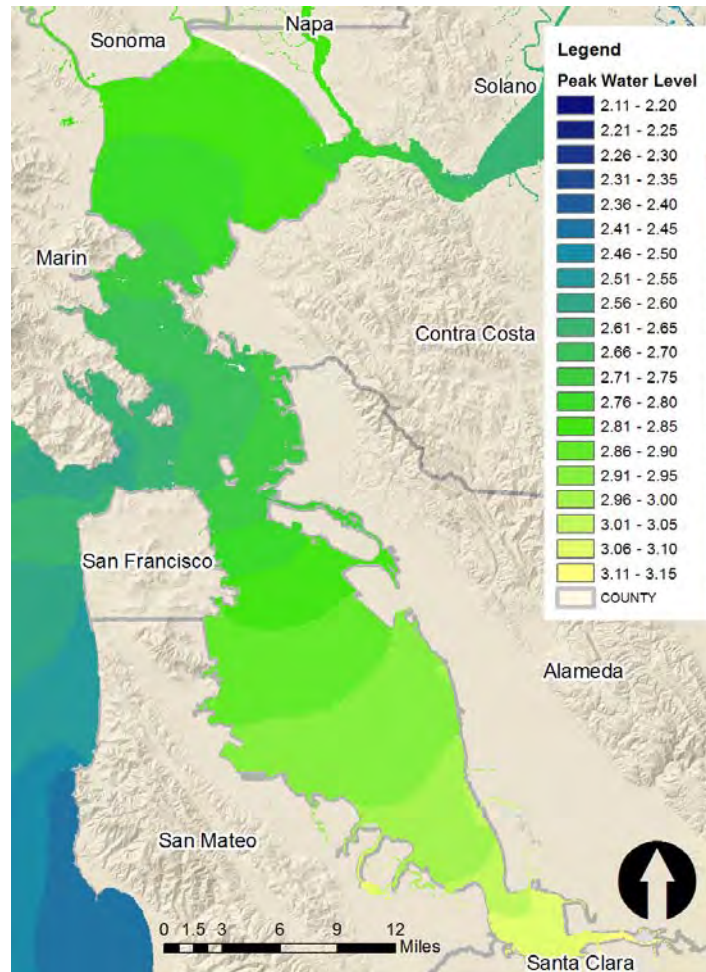 Sonoma
Napa
Solano
Marin
Contra Costa
San Francisco
Alameda
San Mateo
Santa Clara
Legend
Peak Water Level
2.11 - 2.20
2.21 - 2.25
2.26 - 2.30
2.31 - 2.35
2.36 - 2.40
2.41 - 2.45
2.46 - 2.50
2.51 - 2.55
2.56 - 2.60
2.61 - 2.65
2.66 - 2.70
2.71 - 2.75
2.76 - 2.80
2.81 - 2.85
2.86 - 2.90
2.91 - 2.95
2.96 - 3.00
3.01 - 3.05
3.06 - 3.10
3.11 - 3.15
COUNTY
0 1.5 3 6 9 12
Miles